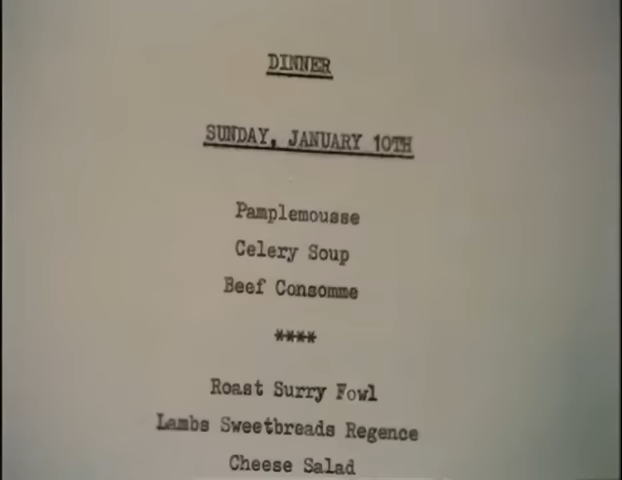 DINNER
SUNDAY, JANUARY 10TH
Pamplemousse
Celery Soup
Beef Consomme
****
Roast Surry Fowl
Lambs Sweetbreads Regence
Cheese Salad